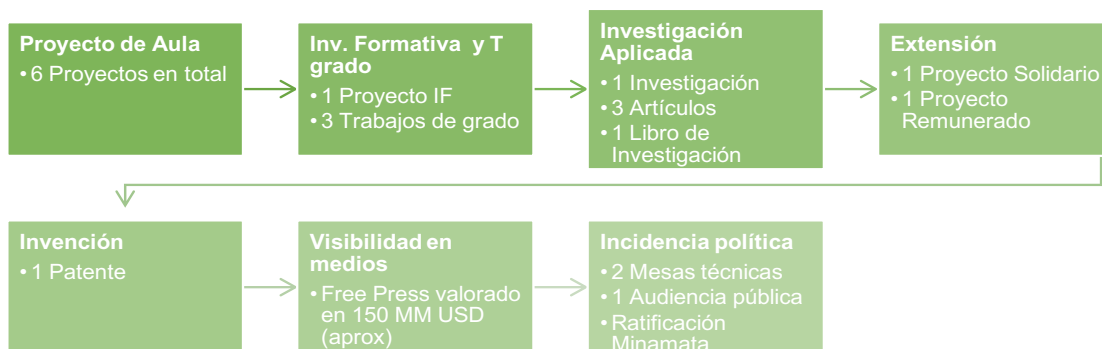 Proyecto de Aula
• 6 Proyectos en total
Inv. Formativa y T
grado
• 1 Proyecto IF
• 3 Trabajos de grado
Investigación
Aplicada
• 1 Investigación
• 3 Artículos
• 1 Libro de
Investigación
Extensión
• 1 Proyecto Solidario
• 1 Proyecto
Remunerado
Invención
• 1 Patente
Visibilidad en
medios
• Free Press valorado
en 150 MM USD
(aprox)
Incidencia política
• 2 Mesas técnicas
• 1 Audiencia pública
• Ratificación
Minamata